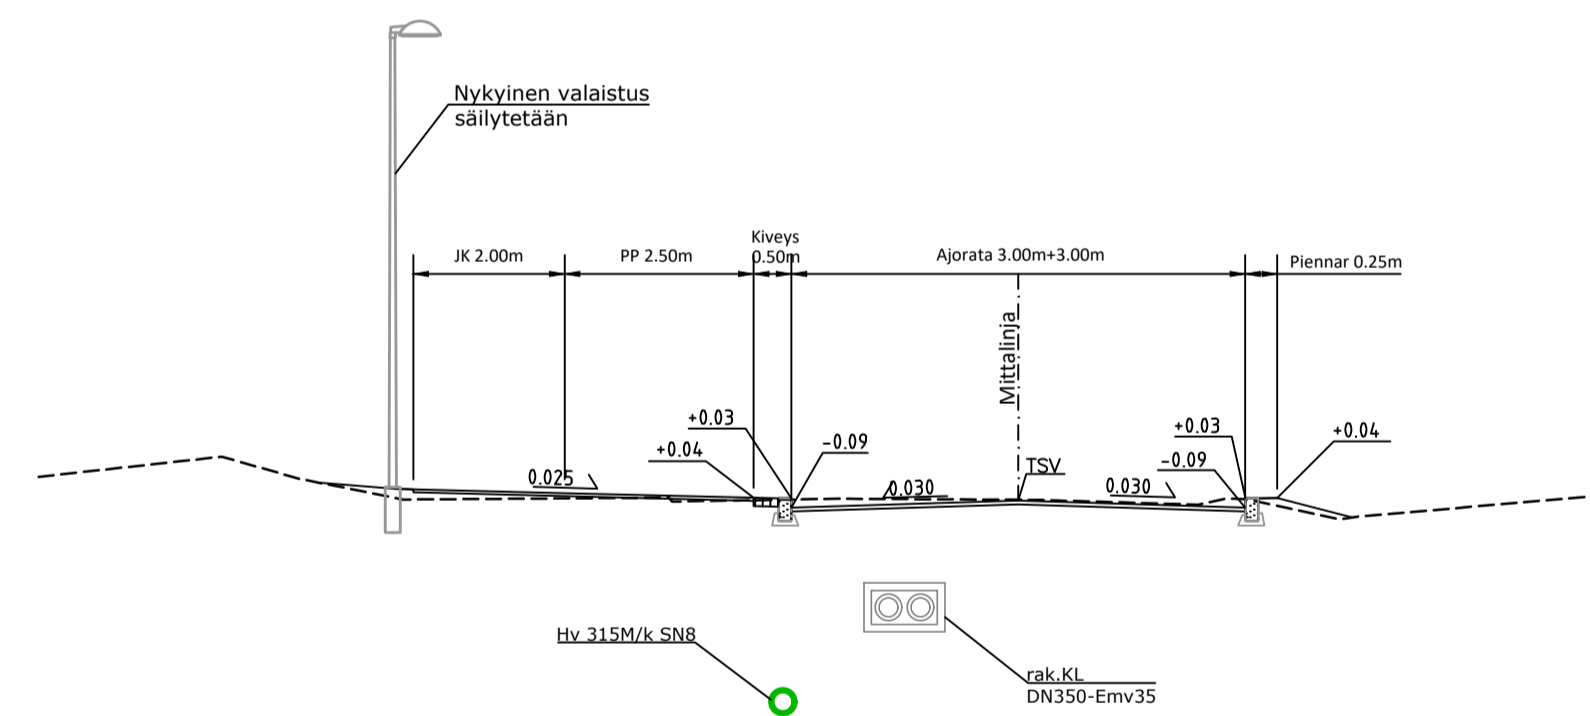 Nykyinen valaistus
säilytetään
Kiveys
0.50m
JK 2.00m
PP 2.50m
Ajorata 3.00m+3.00m
Piennar 0.25m
Mittalinja
+0.03
+0.04
-0.09
+0.03
-0.09
+0.04
TSV
0.025
0.030
0.030
Hv 315M/k SN8
rak.KL
DN350-Emv35